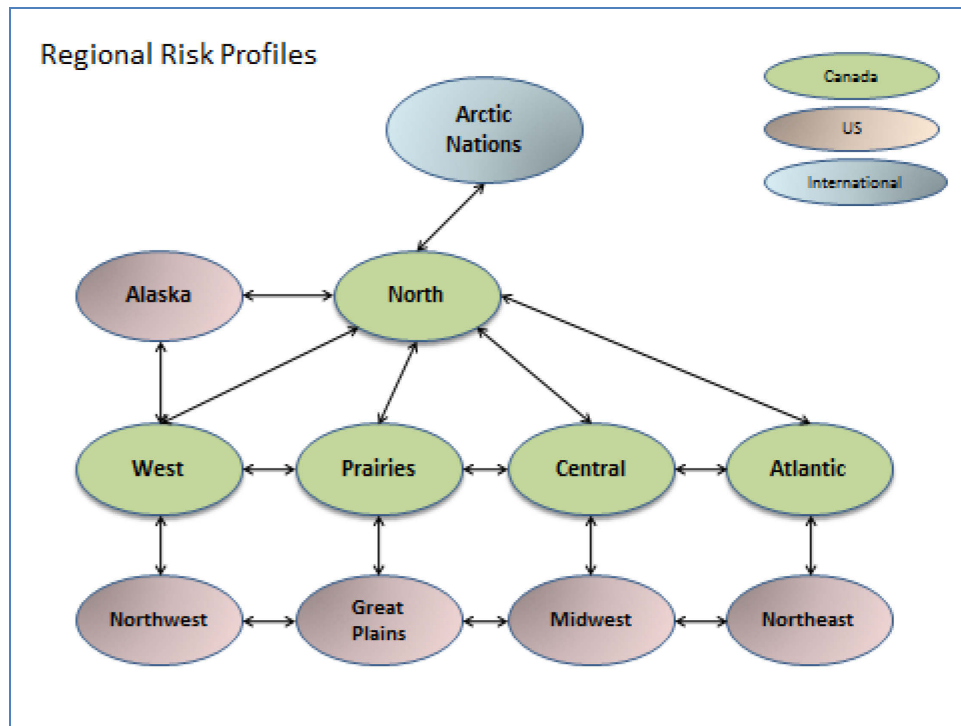 Regional Risk Profiles
Canada
US
International
Arctic
Nations
Alaska
North
West
Prairies
Central
Atlantic
Northwest
Great
Plains
Midwest
Northeast